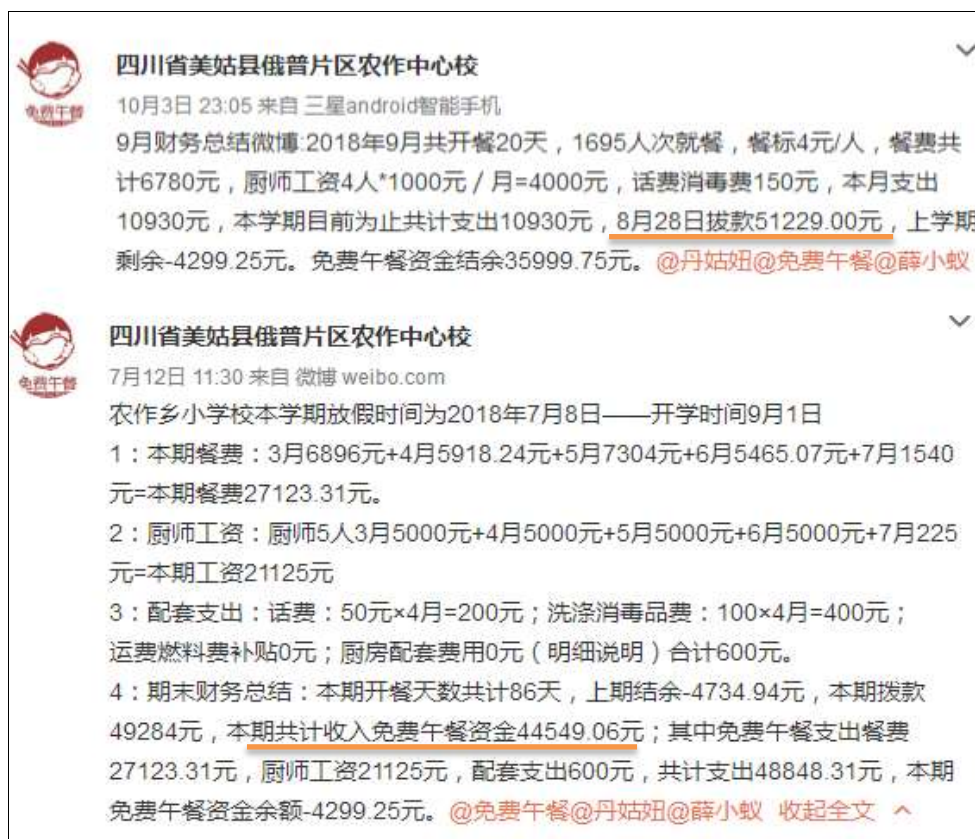 四川省美姑县俄普片区农作中心校
10月3日 23:05 来自 三星android智能手机
免费午餐
9月财务总结微博:2018年9月共开餐20天，1695人次就餐，餐标4元/人，餐费共
计6780元，厨师工资4人*1000元 / 月=4000元，话费消毒费150元，本月支出
10930元，本学期目前为止共计支出10930元，8月28日拔款51229.00元，上学期
剩余-4299.25元。免费午餐资金结余35999.75元。@丹姑妞@免费午餐@薛小蚁
四川省美姑县俄普片区农作中心校
7月12日 11:30 来自 微博 weibo.com
免费午餐
农作乡小学校本学期放假时间为2018年7月8日——开学时间9月1日
1：本期餐费：3月6896元+4月5918.24元+5月7304元+6月5465.07元+7月1540
元=本期餐费27123.31元。
2：厨师工资：厨师5人3月5000元+4月5000元+5月5000元+6月5000元+7月225
元=本期工资21125元
3：配套支出：话费：50元×4月=200元；洗涤消毒品费：100×4月=400元；
运费燃料费补贴0元；厨房配套费用0元（明细说明）合计600元。
4：期末财务总结：本期开餐天数共计86天，上期结余-4734.94元，本期拨款
49284元，本期共计收入免费午餐资金44549.06元；其中免费午餐支出餐费
27123.31元，厨师工资21125元，配套支出600元，共计支出48848.31元，本期
免费午餐资金余额-4299.25元。@免费午餐@丹姑妞@薛小蚁 收起全文